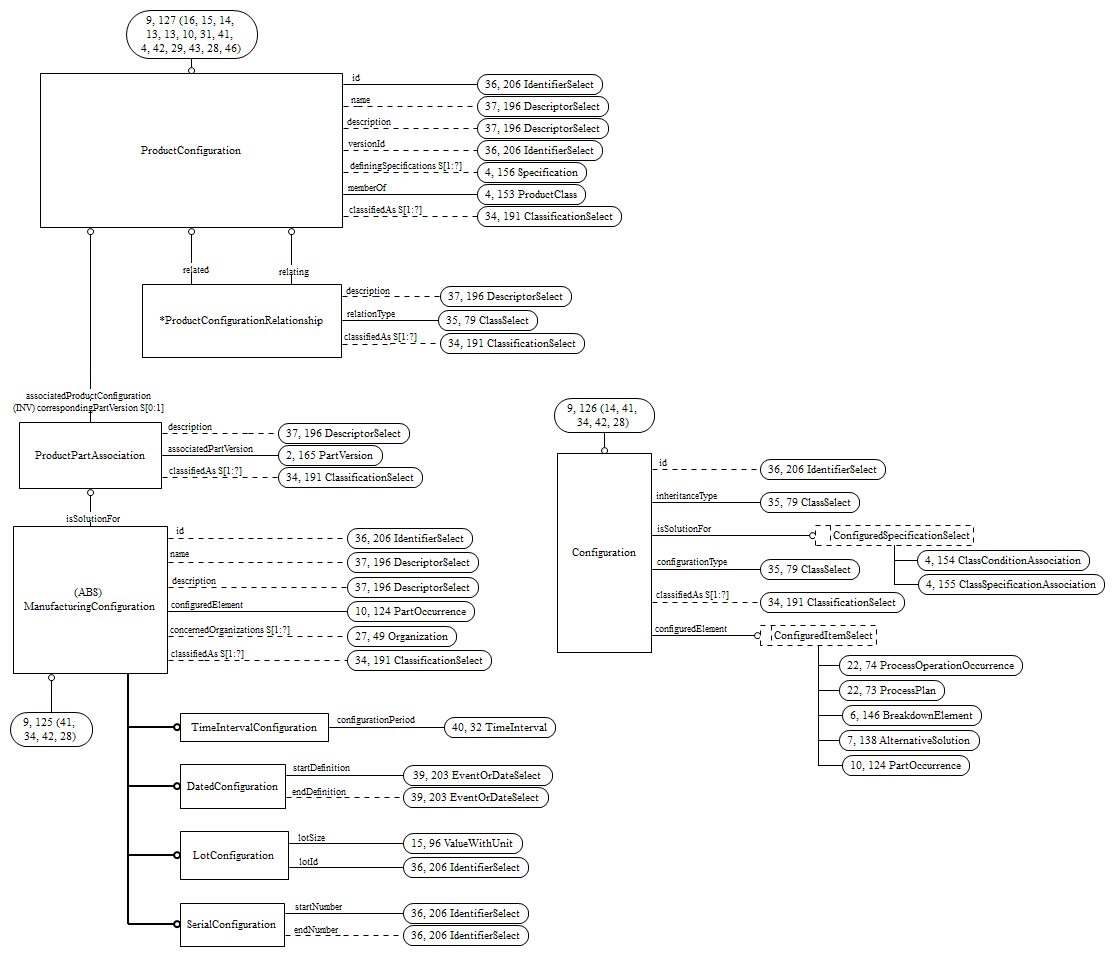 9, 127 (16, 15, 14,
13, 13, 10, 31, 41,
4, 42, 29, 43, 28, 46)
ProductConfiguration
id
36, 206 IdentifierSelect
name
37, 196 DescriptorSelect
description
37, 196 DescriptorSelect
versionId
36, 206 IdentifierSelect
definingSpecifications S[1:?]
4, 156 Specification
memberOf
4, 153 ProductClass
classifiedAs S[1:?]
34, 191 ClassificationSelect
related
relating
*ProductConfigurationRelationship
description
37, 196 DescriptorSelect
relationType
35, 79 ClassSelect
classifiedAs S[1:?]
34, 191 ClassificationSelect
associatedProductConfiguration
(INV) correspondingPartVersion S[0:1]
ProductPartAssociation
description
37, 196 DescriptorSelect
associatedPartVersion
2, 165 PartVersion
classifiedAs S[1:?]
34, 191 ClassificationSelect
isSolutionFor
(ABS)
ManufacturingConfiguration
id
36, 206 IdentifierSelect
name
37, 196 DescriptorSelect
description
37, 196 DescriptorSelect
configuredElement
10, 124 PartOccurrence
concernedOrganizations S[1:?]
27, 49 Organization
classifiedAs S[1:?]
34, 191 ClassificationSelect
9, 125 (41,
34, 42, 28)
TimeIntervalConfiguration
configurationPeriod
40, 32 TimeInterval
DatedConfiguration
startDefinition
39, 203 EventOrDateSelect
endDefinition
39, 203 EventOrDateSelect
LotConfiguration
lotSize
15, 96 ValueWithUnit
lotId
36, 206 IdentifierSelect
SerialConfiguration
startNumber
36, 206 IdentifierSelect
endNumber
36, 206 IdentifierSelect
9, 126 (14, 41,
34, 42, 28)
Configuration
id
36, 206 IdentifierSelect
inheritanceType
35, 79 ClassSelect
isSolutionFor
ConfiguredSpecificationSelect
4, 154 ClassConditionAssociation
4, 155 ClassSpecificationAssociation
configurationType
35, 79 ClassSelect
classifiedAs S[1:?]
34, 191 ClassificationSelect
configuredElement
ConfiguredItemSelect
22, 74 ProcessOperationOccurrence
22, 73 ProcessPlan
6, 146 BreakdownElement
7, 138 AlternativeSolution
10, 124 PartOccurrence